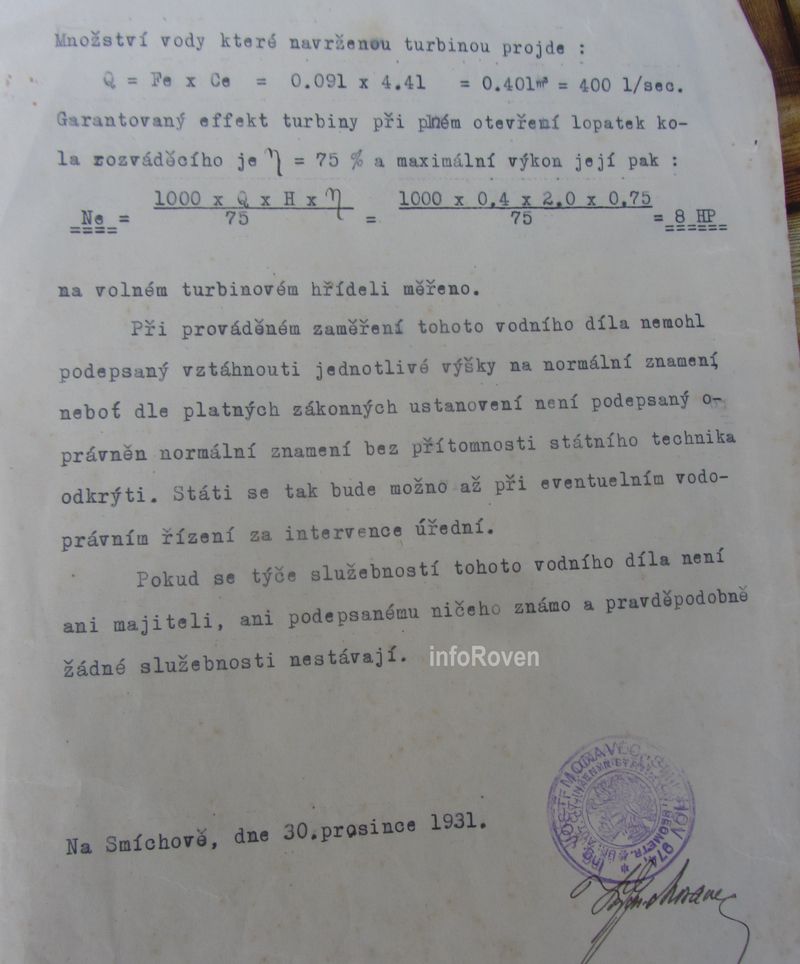 Množství vody které navrženou turbinou projde :
Q = Fe x Ce = 0.091 x 4.41 = 0.401m³ = 400 l/sec.
Garantovaný effekt turbiny při plném otevření lopatek ko-
la rozváděcího je η = 75 % a maximální výkon její pak :
Ne = 1000 x Q x H x η / 75 = 1000 x 0,4 x 2.0 x 0,75 / 75 = 8 HP
na volném turbinovém hřídeli měřeno.
Při prováděném zaměření tohoto vodního díla nemohl
podepsaný vztáhnouti jednotlivé výšky na normální znamení,
neboť dle platných zákonných ustanovení není podepsaný o-
právněn normální znamení bez přítomnosti státního technika
odkrýti. Státi se tak bude možno až při eventuelním vodo-
právním řízení za intervence úřední.
Pokud se týče služebností tohoto vodního díla není
ani majiteli, ani podepsanému ničeho známo a pravděpodobně
žádné služebnosti nestávají.
infoRoven
Na Smíchově, dne 30.prosince 1931.
Ing. JOSEF MORAVEC
GEOMETR.